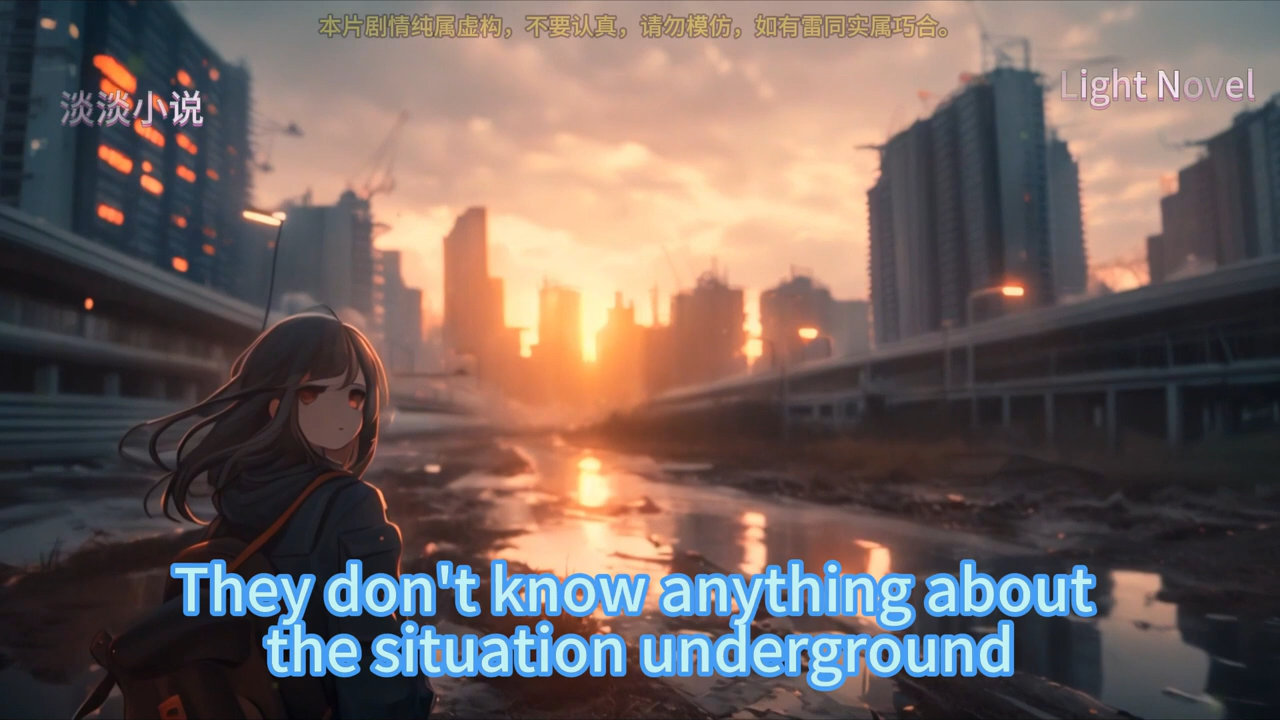 本片剧情纯属虚构，不要认真，请勿模仿，如有雷同实属巧合。
淡淡小说
Light Novel
They don't know anything about
the situation underground